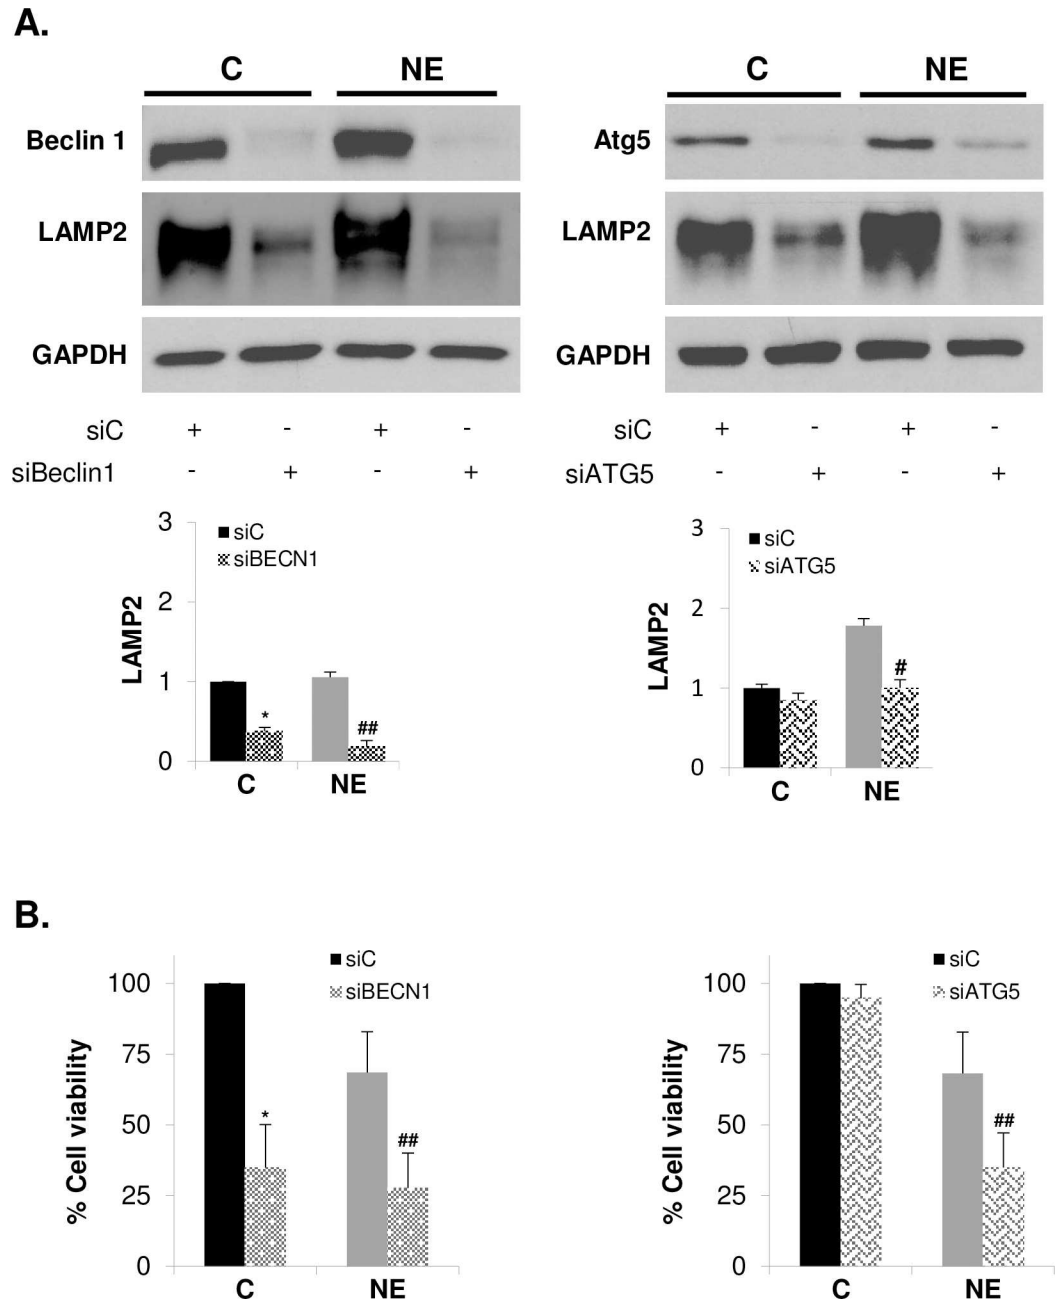 A.
C NE
Beclin 1
LAMP2
GAPDH
siC + - + -
siBeclin1 - + - +
C NE
Atg5
LAMP2
GAPDH
siC + - + -
siATG5 - + - +
3
siC
siBECN1
2
LAMP2
1
*
##
0
C NE
3
siC
siATG5
2
LAMP2
1
#
0
C NE
B.
siC
siBECN1
100
75
% Cell viability
50
*
##
25
0
C NE
siC
siATG5
100
75
% Cell viability
50
##
25
0
C NE